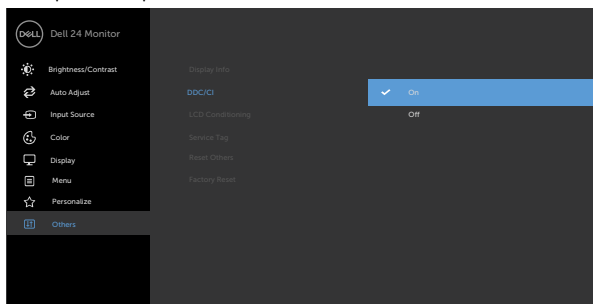 DELL Dell 24 Monitor
Brightness/Contrast
Auto Adjust
Input Source
Color
Display
Menu
Personalize
Others
Display Info
DDC/CI
LCD Conditioning
Service Tag
Reset Others
Factory Reset
On
Off